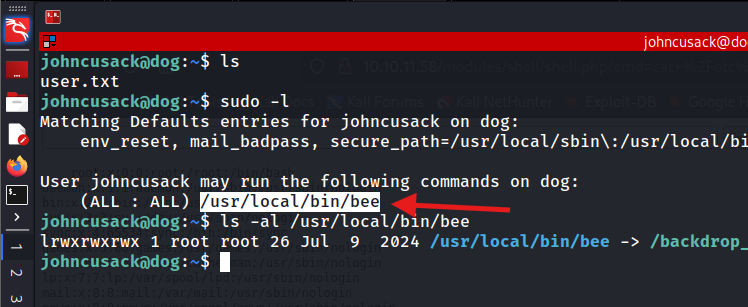 johncusack@do
johncusack@dog:~$ ls
user.txt
johncusack@dog:~$ sudo -l
Matching Defaults entries for johncusack on dog:
env_reset, mail_badpass, secure_path=/usr/local/sbin\:/usr/local/bi
User johncusack may run the following commands on dog:
(ALL : ALL) /usr/local/bin/bee
johncusack@dog:~$ ls -al /usr/local/bin/bee
lrwxrwxrwx 1 root root 26 Jul 9 2024 /usr/local/bin/bee -> /backdrop_
johncusack@dog:~$
1
2
3